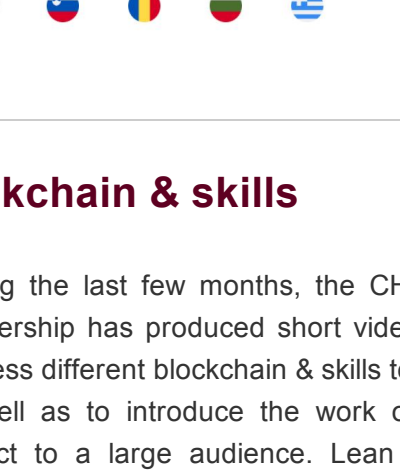 kchain & skills
g the last few months, the CH
ership has produced short vide
ess different blockchain & skills t
ell as to introduce the work
ct to a large audience. Lean